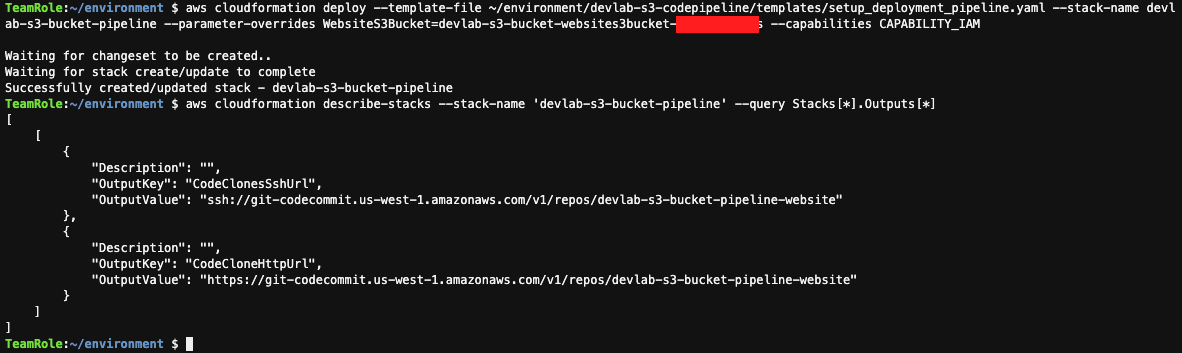 TeamRole:~/environment $ aws cloudformation deploy --template-file ~/environment/devlab-s3-codepipeline/templates/setup_deployment_pipeline.yaml --stack-name devl
ab-s3-bucket-pipeline --parameter-overrides WebsiteS3Bucket=devlab-s3-bucket-websites3bucket- s --capabilities CAPABILITY_IAM
Waiting for changeset to be created..
Waiting for stack create/update to complete
Successfully created/updated stack - devlab-s3-bucket-pipeline
TeamRole:~/environment $ aws cloudformation describe-stacks --stack-name 'devlab-s3-bucket-pipeline' --query Stacks[*].Outputs[*]
[
    [
        {
            "Description": "",
            "OutputKey": "CodeClonesSshUrl",
            "OutputValue": "ssh://git-codecommit.us-west-1.amazonaws.com/v1/repos/devlab-s3-bucket-pipeline-website"
        },
        {
            "Description": "",
            "OutputKey": "CodeCloneHttpUrl",
            "OutputValue": "https://git-codecommit.us-west-1.amazonaws.com/v1/repos/devlab-s3-bucket-pipeline-website"
        }
    ]
]
TeamRole:~/environment $